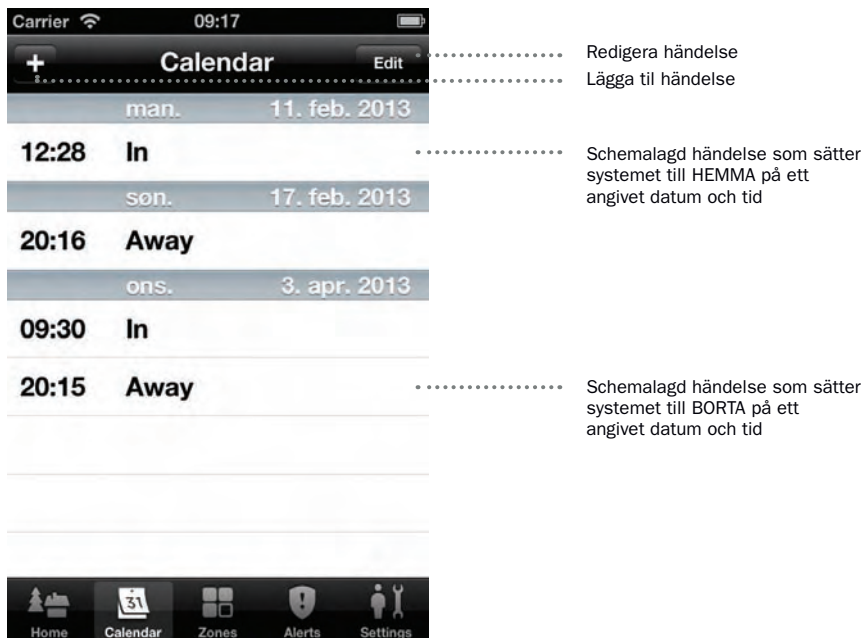 Carrier 09:17
Calendar
Edit
Redigera händelse
Lägga til händelse
man. 11. feb. 2013
12:28 In
Schemalagd händelse som sätter
systemet till HEMMA på ett
angivet datum och tid
søn. 17. feb. 2013
20:16 Away
ons. 3. apr. 2013
09:30 In
20:15 Away
Schemalagd händelse som sätter
systemet till BORTA på ett
angivet datum och tid
31
Home Calendar Zones Alerts Settings